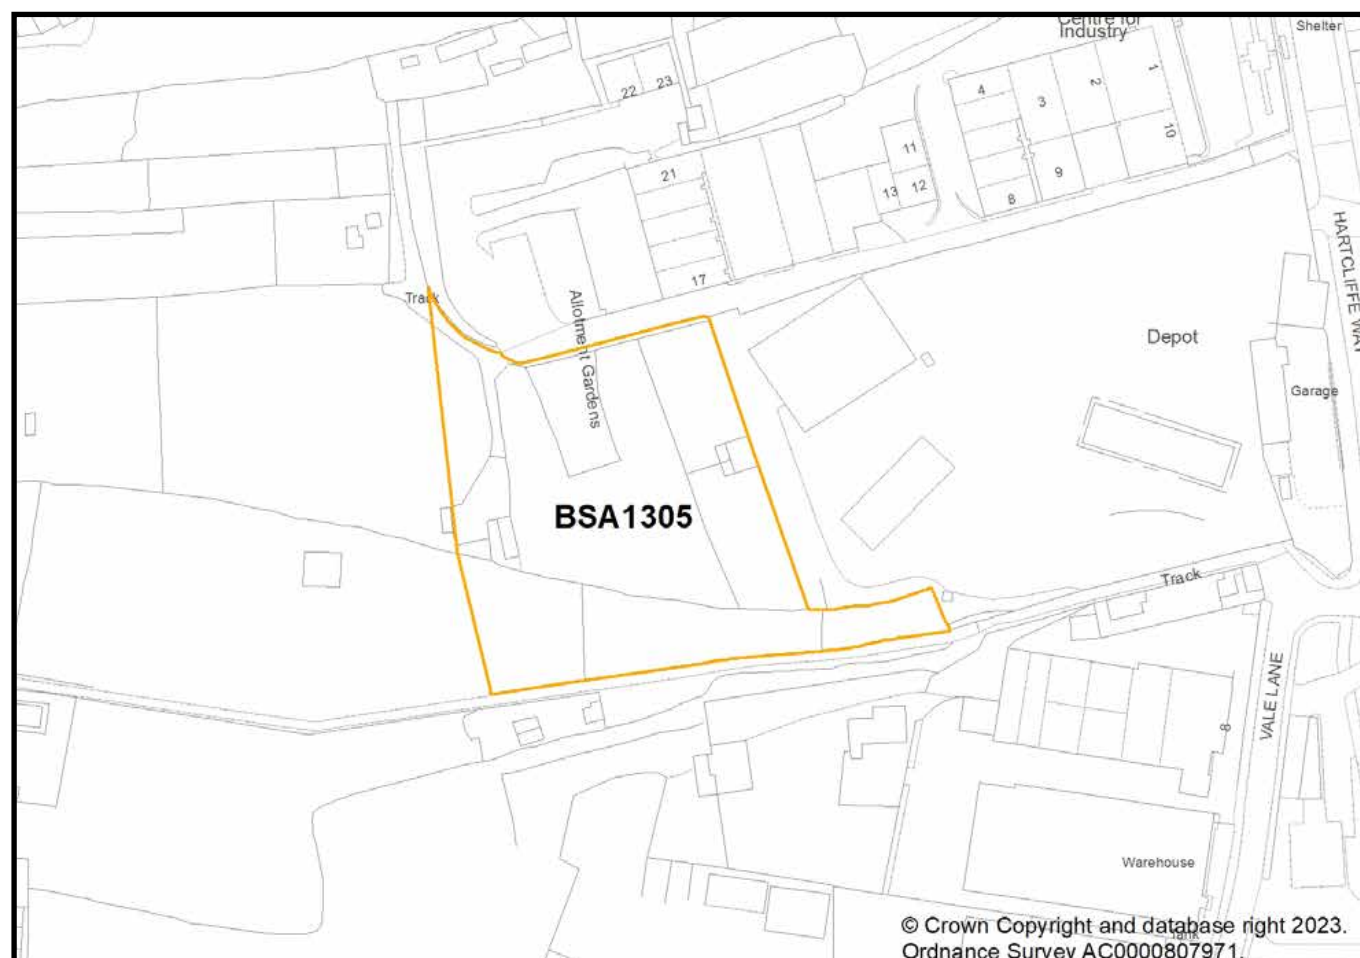 Centre for
Industry
Shelter
22
23
4
3
2
1
10
11
21
9
13
12
8
17
Track
Allotment Gardens
HARTCLIFFE WAY
Depot
Garage
BSA1305
Track
VALE LANE
8
Warehouse
© Crown Copyright and database right 2023.
Tank
Ordnance Survey AC0000807971.